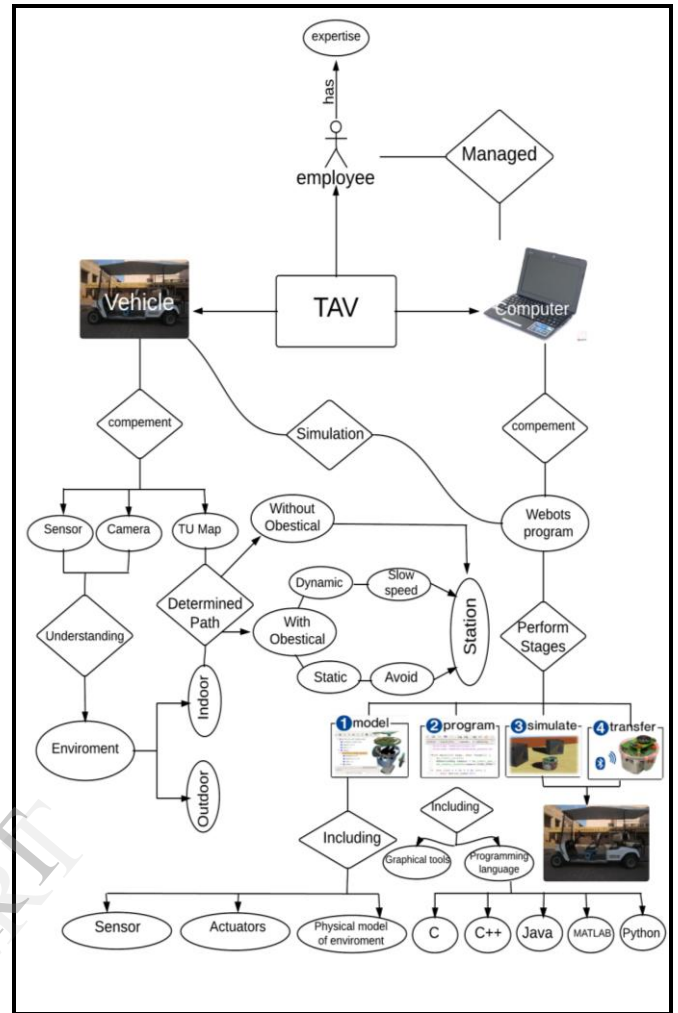 expertise
has
employee
Managed
Vehicle
TAV
Computer
compement
Simulation
compement
Sensor
Camera
TU Map
Without
Obestical
Webots
program
Dynamic
Slow
speed
Understanding
Determined
Path
With
Obestical
Station
Perform
Stages
Static
Avoid
Indoor
Enviroment
Outdoor
1 model
2 program
3 simulate
4 transfer
Including
Including
Graphical tools
Programming
language
Sensor
Actuators
Physical model
of enviroment
C
C++
Java
MATLAB
Python